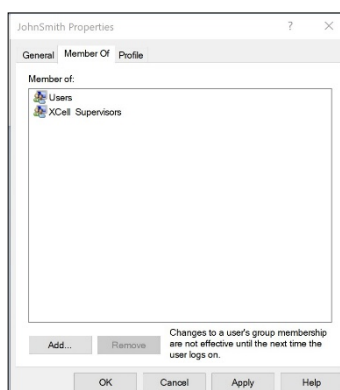 JohnSmith Properties
?
General Member Of Profile
Member of:
Users
XCell Supervisors
Add...
Remove
Changes to a user's group membership
are not effective until the next time the
user logs on.
OK Cancel Apply Help